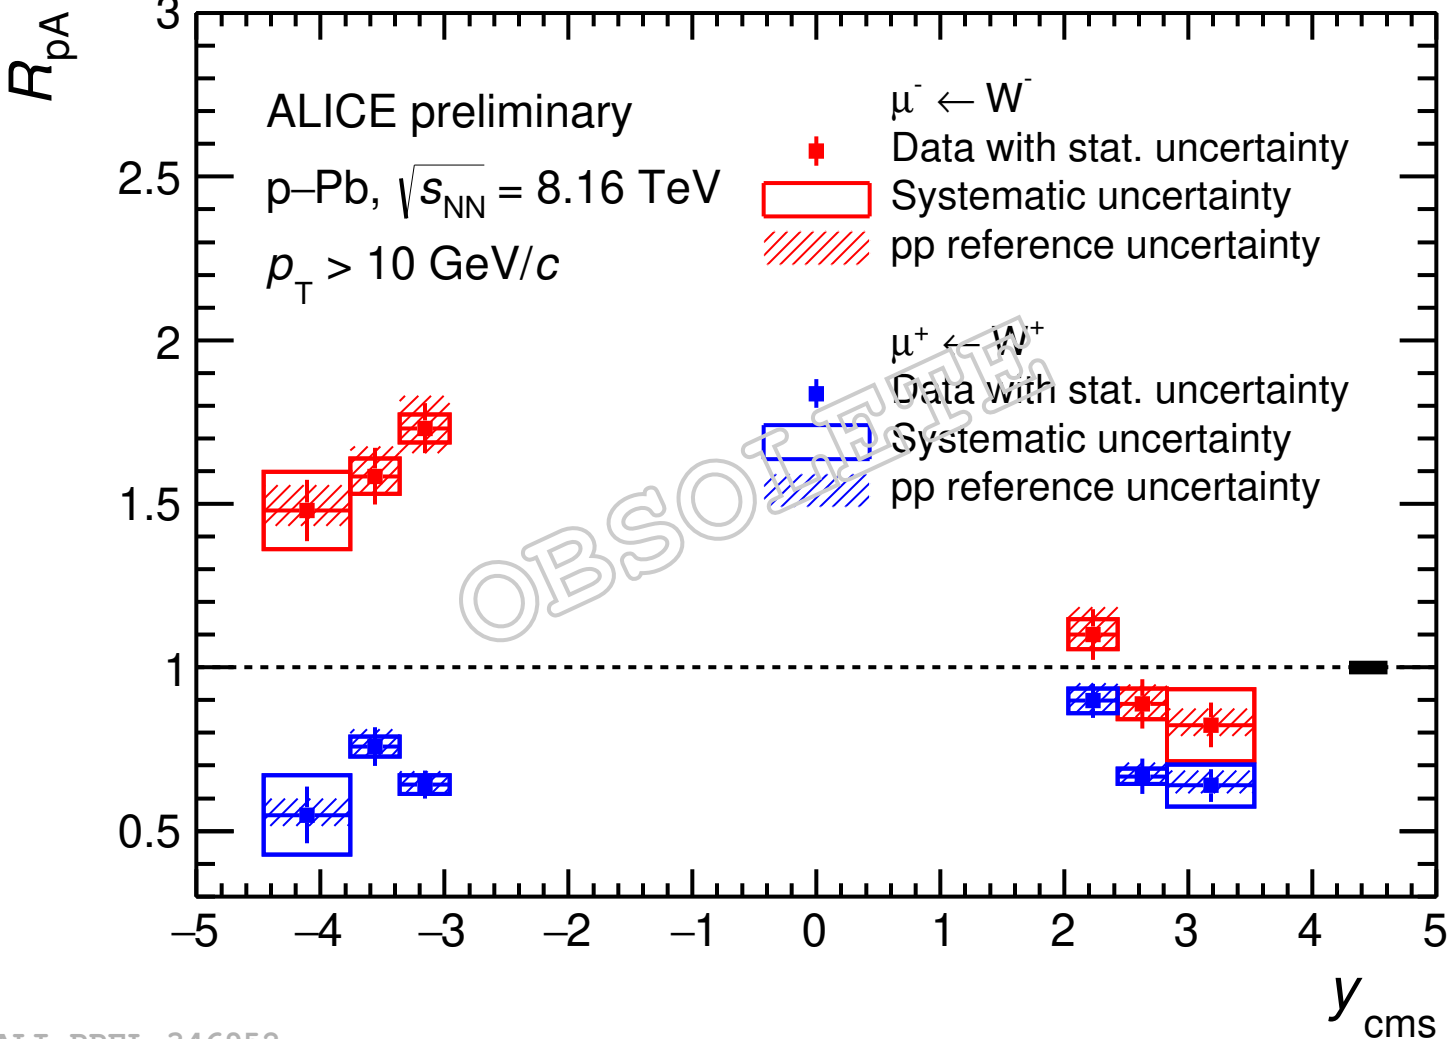 R_pA
3
2.5
2
1.5
1
0.5
ALICE preliminary
p–Pb, √s_NN = 8.16 TeV
p_T > 10 GeV/c
μ⁻ ← W⁻
Data with stat. uncertainty
Systematic uncertainty
pp reference uncertainty
μ⁺ ← W⁺
Data with stat. uncertainty
Systematic uncertainty
pp reference uncertainty
OBSOLETE
–5 –4 –3 –2 –1 0 1 2 3 4 5
y_cms